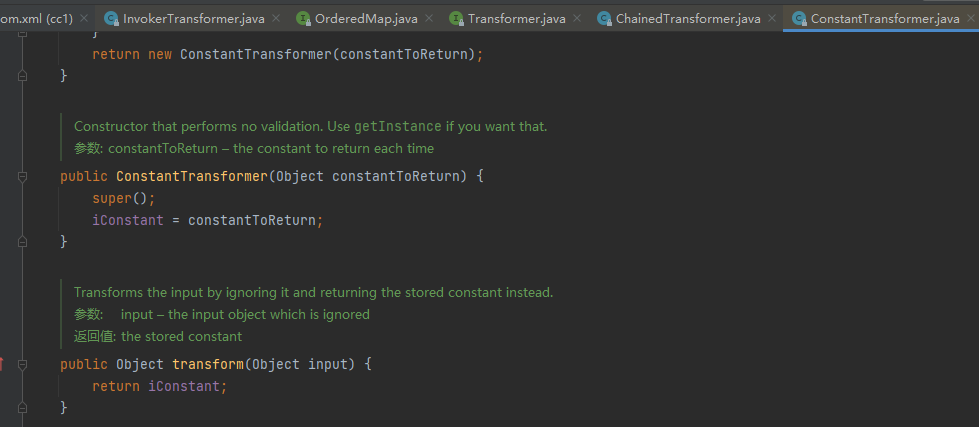 om.xml (cc1) InvokerTransformer.java OrderedMap.java Transformer.java ChainedTransformer.java ConstantTransformer.java
}
return new ConstantTransformer(constantToReturn);
}
Constructor that performs no validation. Use getInstance if you want that.
参数: constantToReturn – the constant to return each time
public ConstantTransformer(Object constantToReturn) {
super();
iConstant = constantToReturn;
}
Transforms the input by ignoring it and returning the stored constant instead.
参数: input – the input object which is ignored
返回值: the stored constant
public Object transform(Object input) {
return iConstant;
}